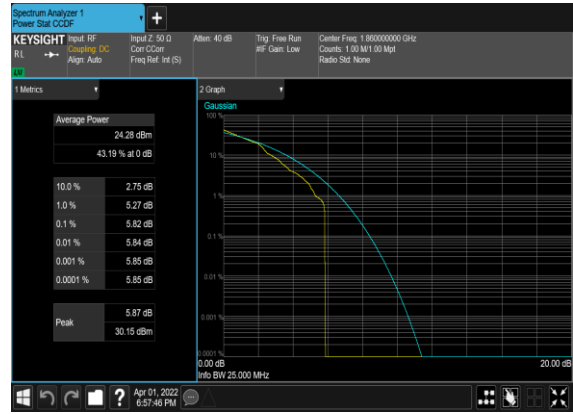 Spectrum Analyzer 1
Power Stat CCDF
KEYSIGHT
RL
Input: RF
Coupling: DC
Align: Auto
Input Z: 50 Ω
Corr CCorr
Freq Ref: Int (S)
Atten: 40 dB
Trig: Free Run
#IF Gain: Low
Center Freq: 1.860000000 GHz
Counts: 1.00 M/1.00 Mpt
Radio Std: None
1 Metrics
Average Power
24.28 dBm
43.19 % at 0 dB
10.0 % 2.75 dB
1.0 % 5.27 dB
0.1 % 5.82 dB
0.01 % 5.84 dB
0.001 % 5.85 dB
0.0001 % 5.85 dB
Peak
5.87 dB
30.15 dBm
2 Graph
Gaussian
100 %
10 %
1 %
0.1 %
0.01 %
0.001 %
0.0001 %
0.00 dB
20.00 dB
Info BW 25.000 MHz
?
Apr 01, 2022
6:57:46 PM